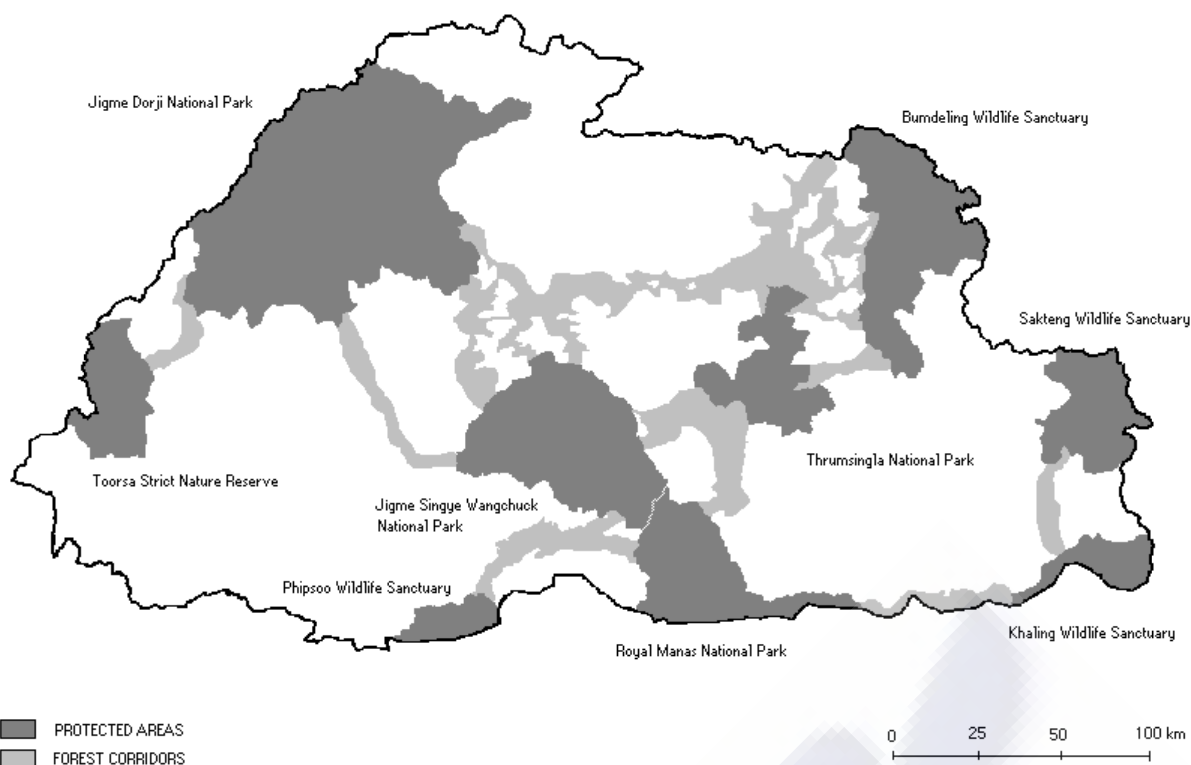 Jigme Dorji National Park
Bumdeling Wildlife Sanctuary
Sakteng Wildlife Sanctuary
Thrumsingla National Park
Toorsa Strict Nature Reserve
Jigme Singye Wangchuck
National Park
Phipsoo Wildlife Sanctuary
Khaling Wildlife Sanctuary
Royal Manas National Park
PROTECTED AREAS
FOREST CORRIDORS
0 25 50 100 km